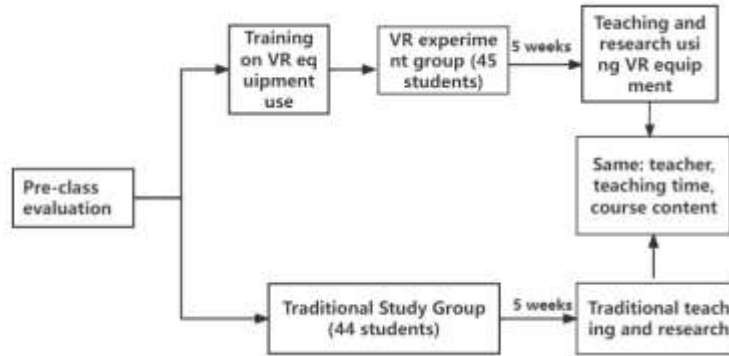 Training
on VR eq
uipment
use
VR experime
nt group (45
students)
5 weeks
Teaching and
research usi
ng VR equip
ment
Same: teacher,
teaching time,
course content
Pre-class
evaluation
Traditional Study Group
(44 students)
5 weeks
Traditional teach
ing and research